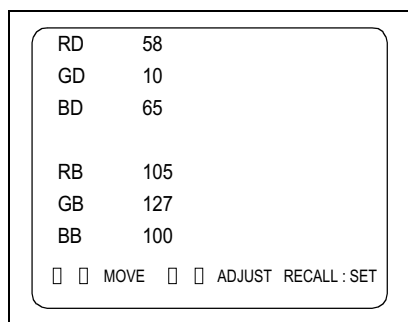 RD 58
GD 10
BD 65
RB 105
GB 127
BB 100
▯ ▯ MOVE ▯ ▯ ADJUST RECALL : SET